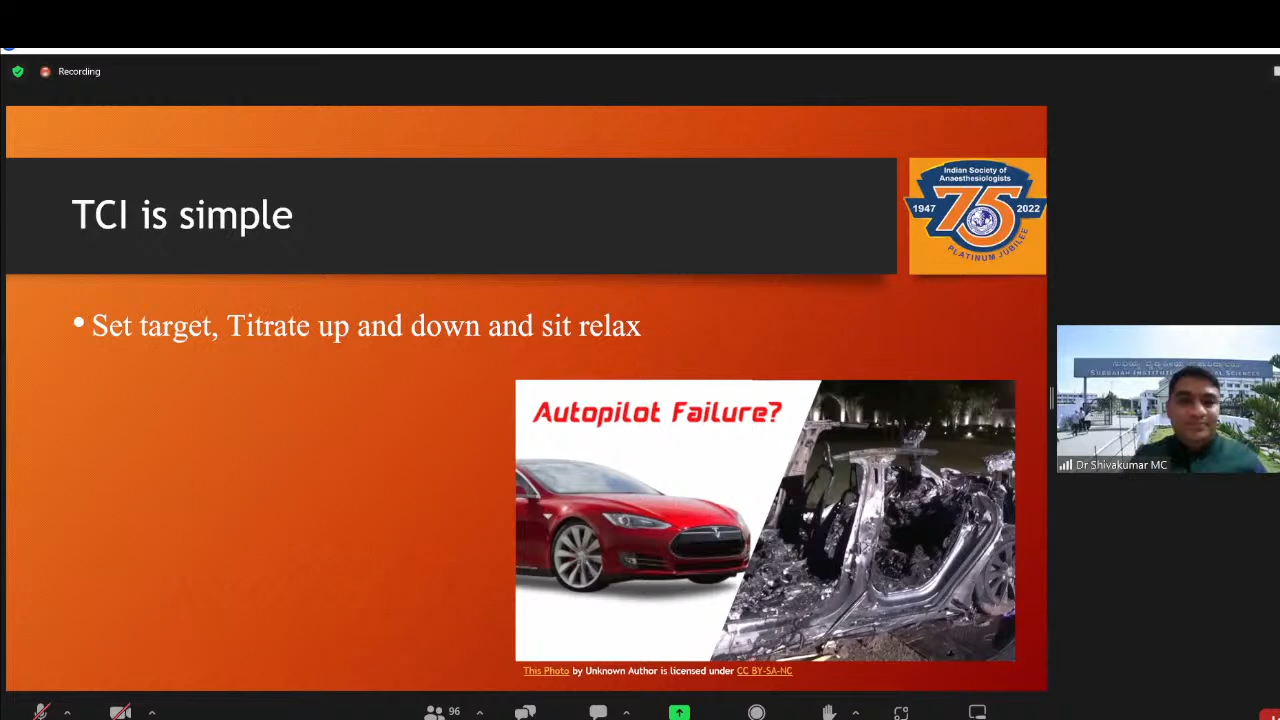 Recording
TCI is simple
Indian Society of
Anaesthesiologists
1947 75 2022
PLATINUM JUBILEE
• Set target, Titrate up and down and sit relax
Autopilot Failure?
This Photo by Unknown Author is licensed under CC BY-SA-NC
Dr Shivakumar MC
96